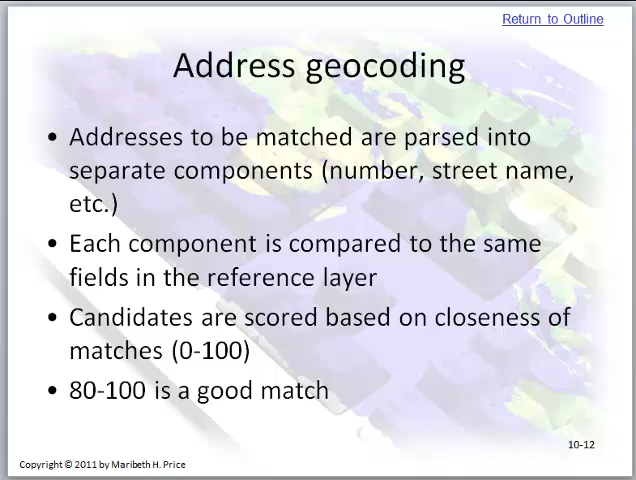 Return to Outline
Address geocoding
• Addresses to be matched are parsed into
separate components (number, street name,
etc.)
• Each component is compared to the same
fields in the reference layer
• Candidates are scored based on closeness of
matches (0-100)
• 80-100 is a good match
10-12
Copyright © 2011 by Maribeth H. Price